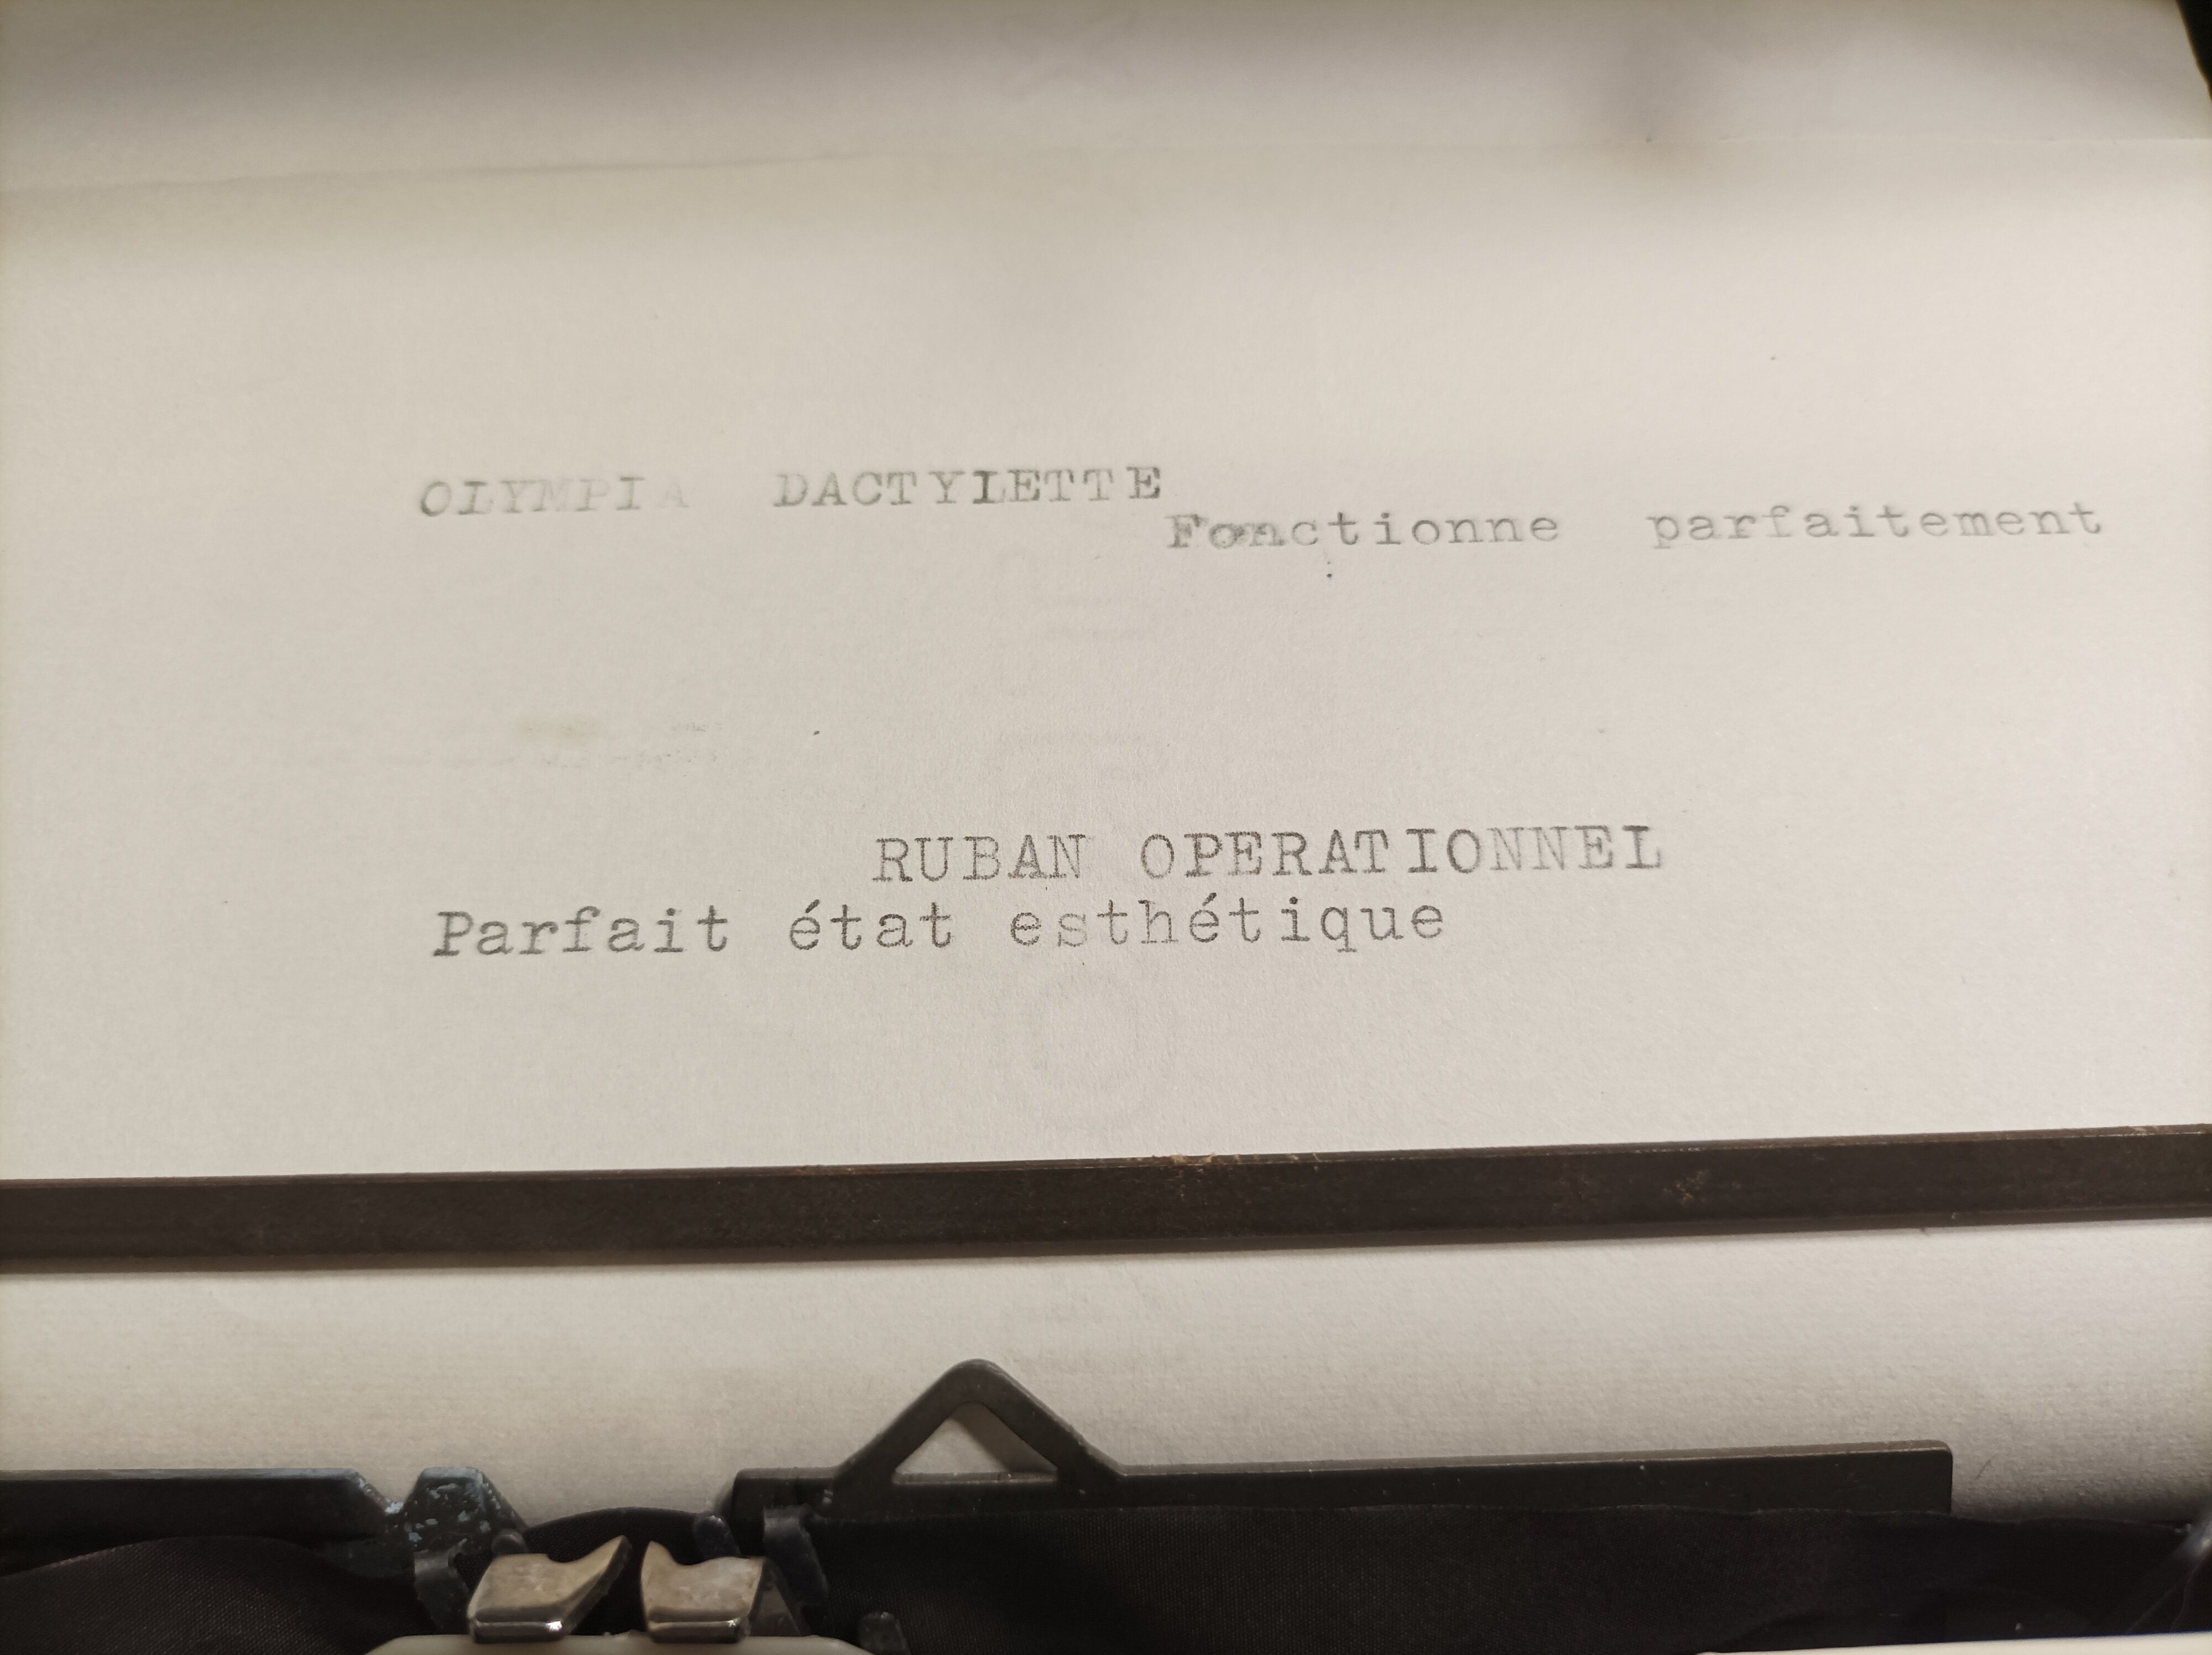 OLYMPIA DACTYLETTE
Fonctionne parfaitement
RUBAN OPERATIONNEL
Parfait état esthétique